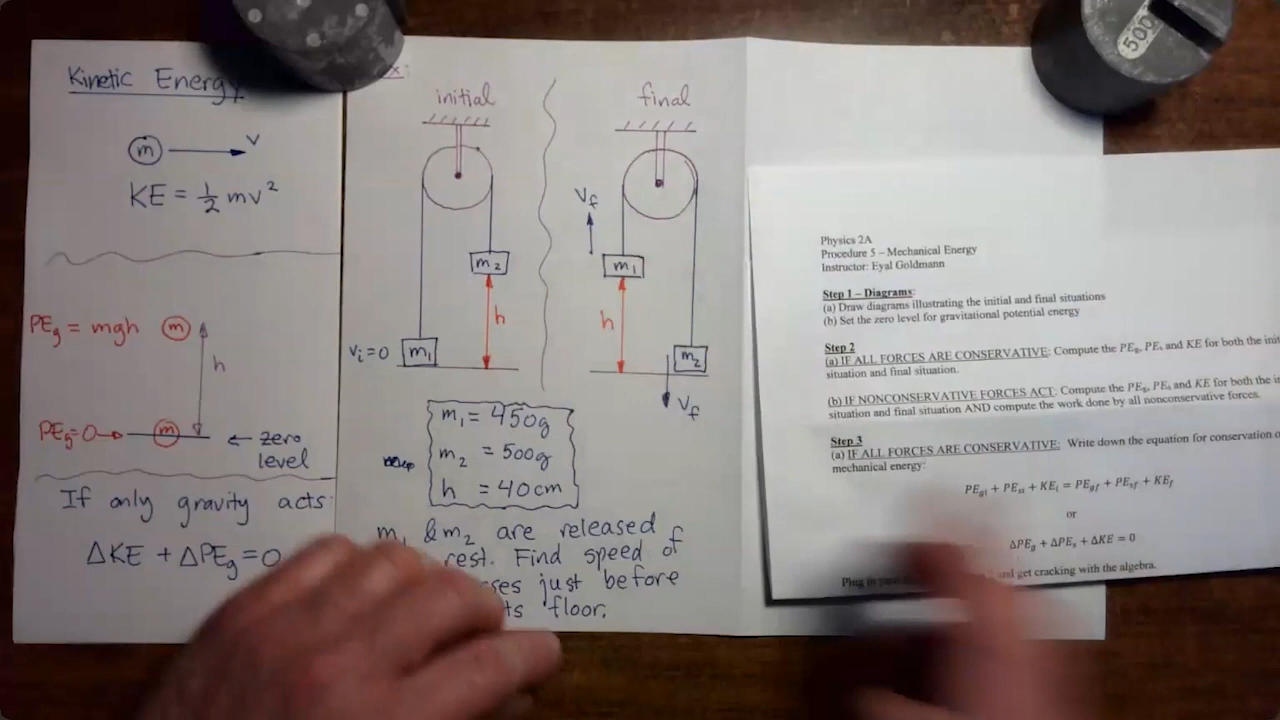 Kinetic Energy
m
v
KE = ½ mv²
PEg = mgh
m
h
PEg=0
m
← zero
level
If only gravity acts:
ΔKE + ΔPEg = 0
initial
m₂
h
vᵢ=0
m₁
final
Vf
m₁
h
m₂
Vf
m₁ = 450g
m₂ = 500g
h = 40cm
m₁ & m₂ are released
rest. Find speed of
just before
floor.
500
Physics 2A
Procedure 5 – Mechanical Energy
Instructor: Eyal Goldmann
Step 1 – Diagrams:
(a) Draw diagrams illustrating the initial and final situations
(b) Set the zero level for gravitational potential energy
Step 2
(a) IF ALL FORCES ARE CONSERVATIVE: Compute the PEg, PEs and KE for both the
situation and final situation.
(b) IF NONCONSERVATIVE FORCES ACT: Compute the PEg, PEs and KE for both the
situation and final situation AND compute the work done by all nonconservative forces.
Step 3
(a) IF ALL FORCES ARE CONSERVATIVE: Write down the equation for conservation
mechanical energy:
PEgi + PEsi + KEi = PEgf + PEsf + KEf
or
ΔPEg + ΔPEs + ΔKE = 0
Plug in and get cracking with the algebra.